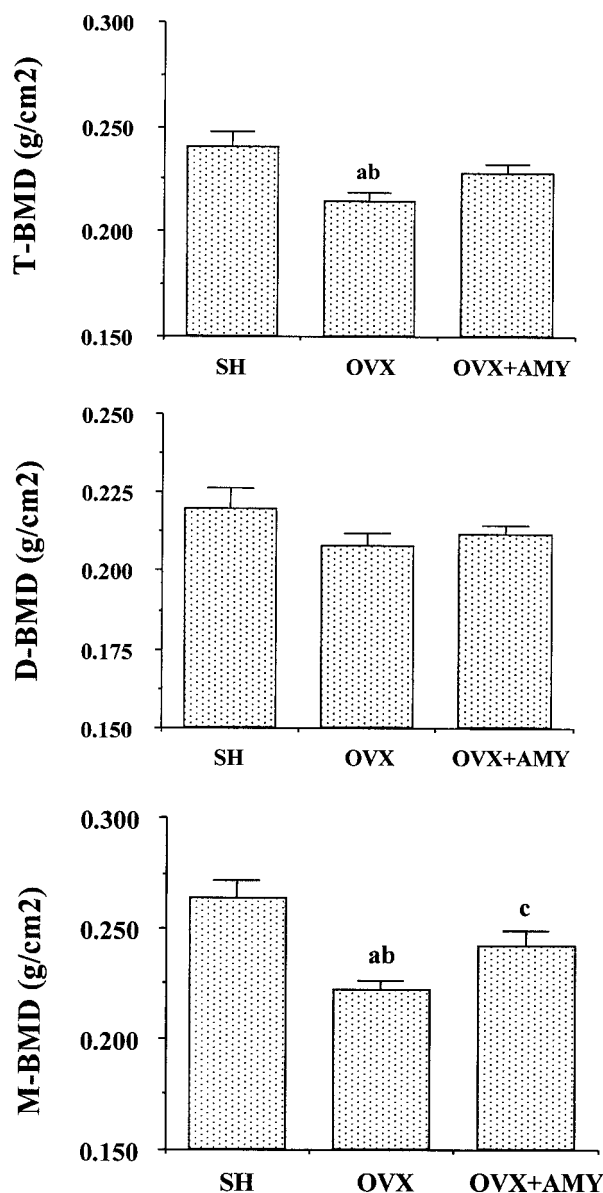 T-BMD (g/cm2)
0.300
0.250
0.200
0.150
ab
SH OVX OVX+AMY
D-BMD (g/cm2)
0.250
0.225
0.200
0.175
0.150
SH OVX OVX+AMY
M-BMD (g/cm2)
0.300
0.250
0.200
0.150
ab
c
SH OVX OVX+AMY